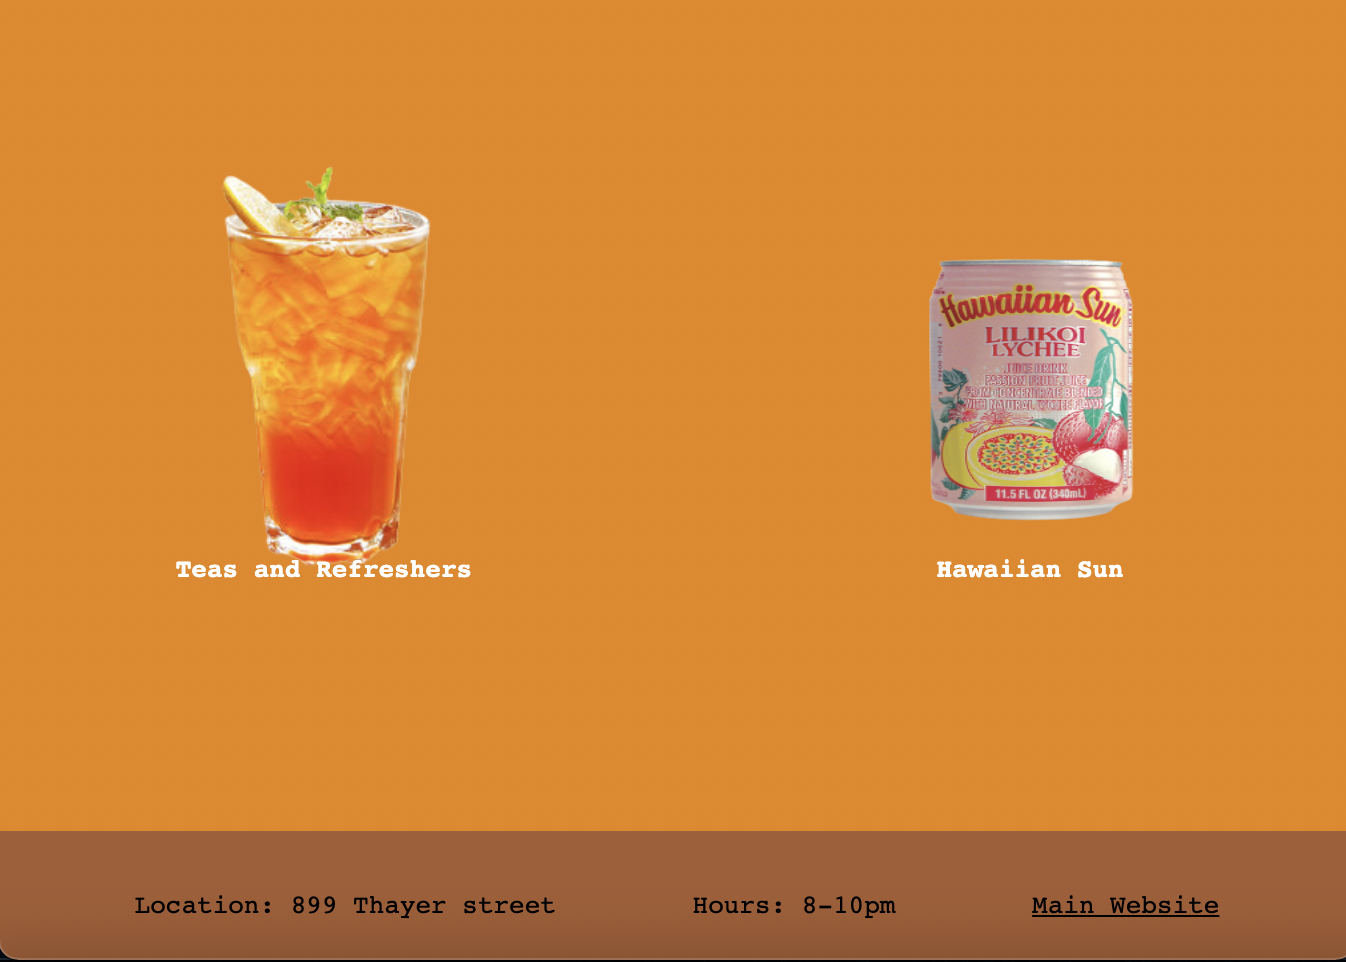 Hawaiian Sun
LILIKOI
LYCHEE
JUICE DRINK
PASSION FRUIT JUICE
FROM CONCENTRATE BLENDED
WITH NATURAL LYCHEE FLAVOR
11.5 FL OZ (340mL)
Teas and Refreshers
Hawaiian Sun
Location: 899 Thayer street
Hours: 8-10pm
Main Website